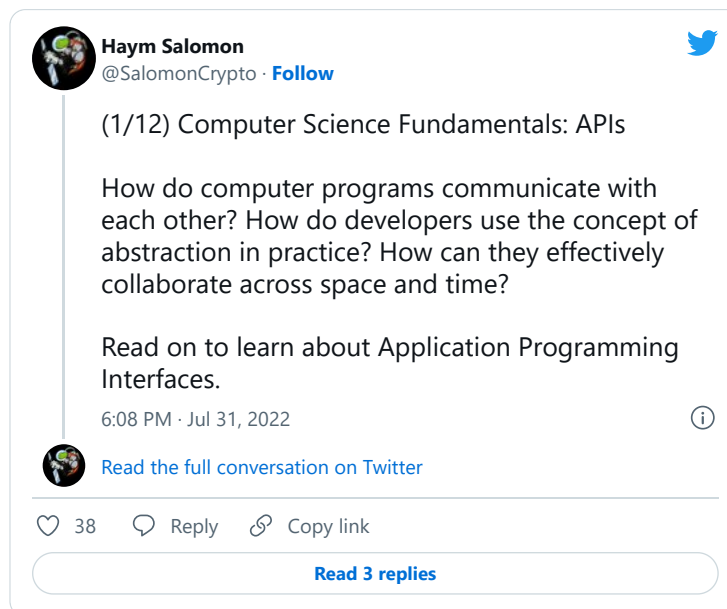 Haym Salomon
@SalomonCrypto · Follow
(1/12) Computer Science Fundamentals: APIs
How do computer programs communicate with
each other? How do developers use the concept of
abstraction in practice? How can they effectively
collaborate across space and time?
Read on to learn about Application Programming
Interfaces.
6:08 PM · Jul 31, 2022
Read the full conversation on Twitter
38 Reply Copy link
Read 3 replies